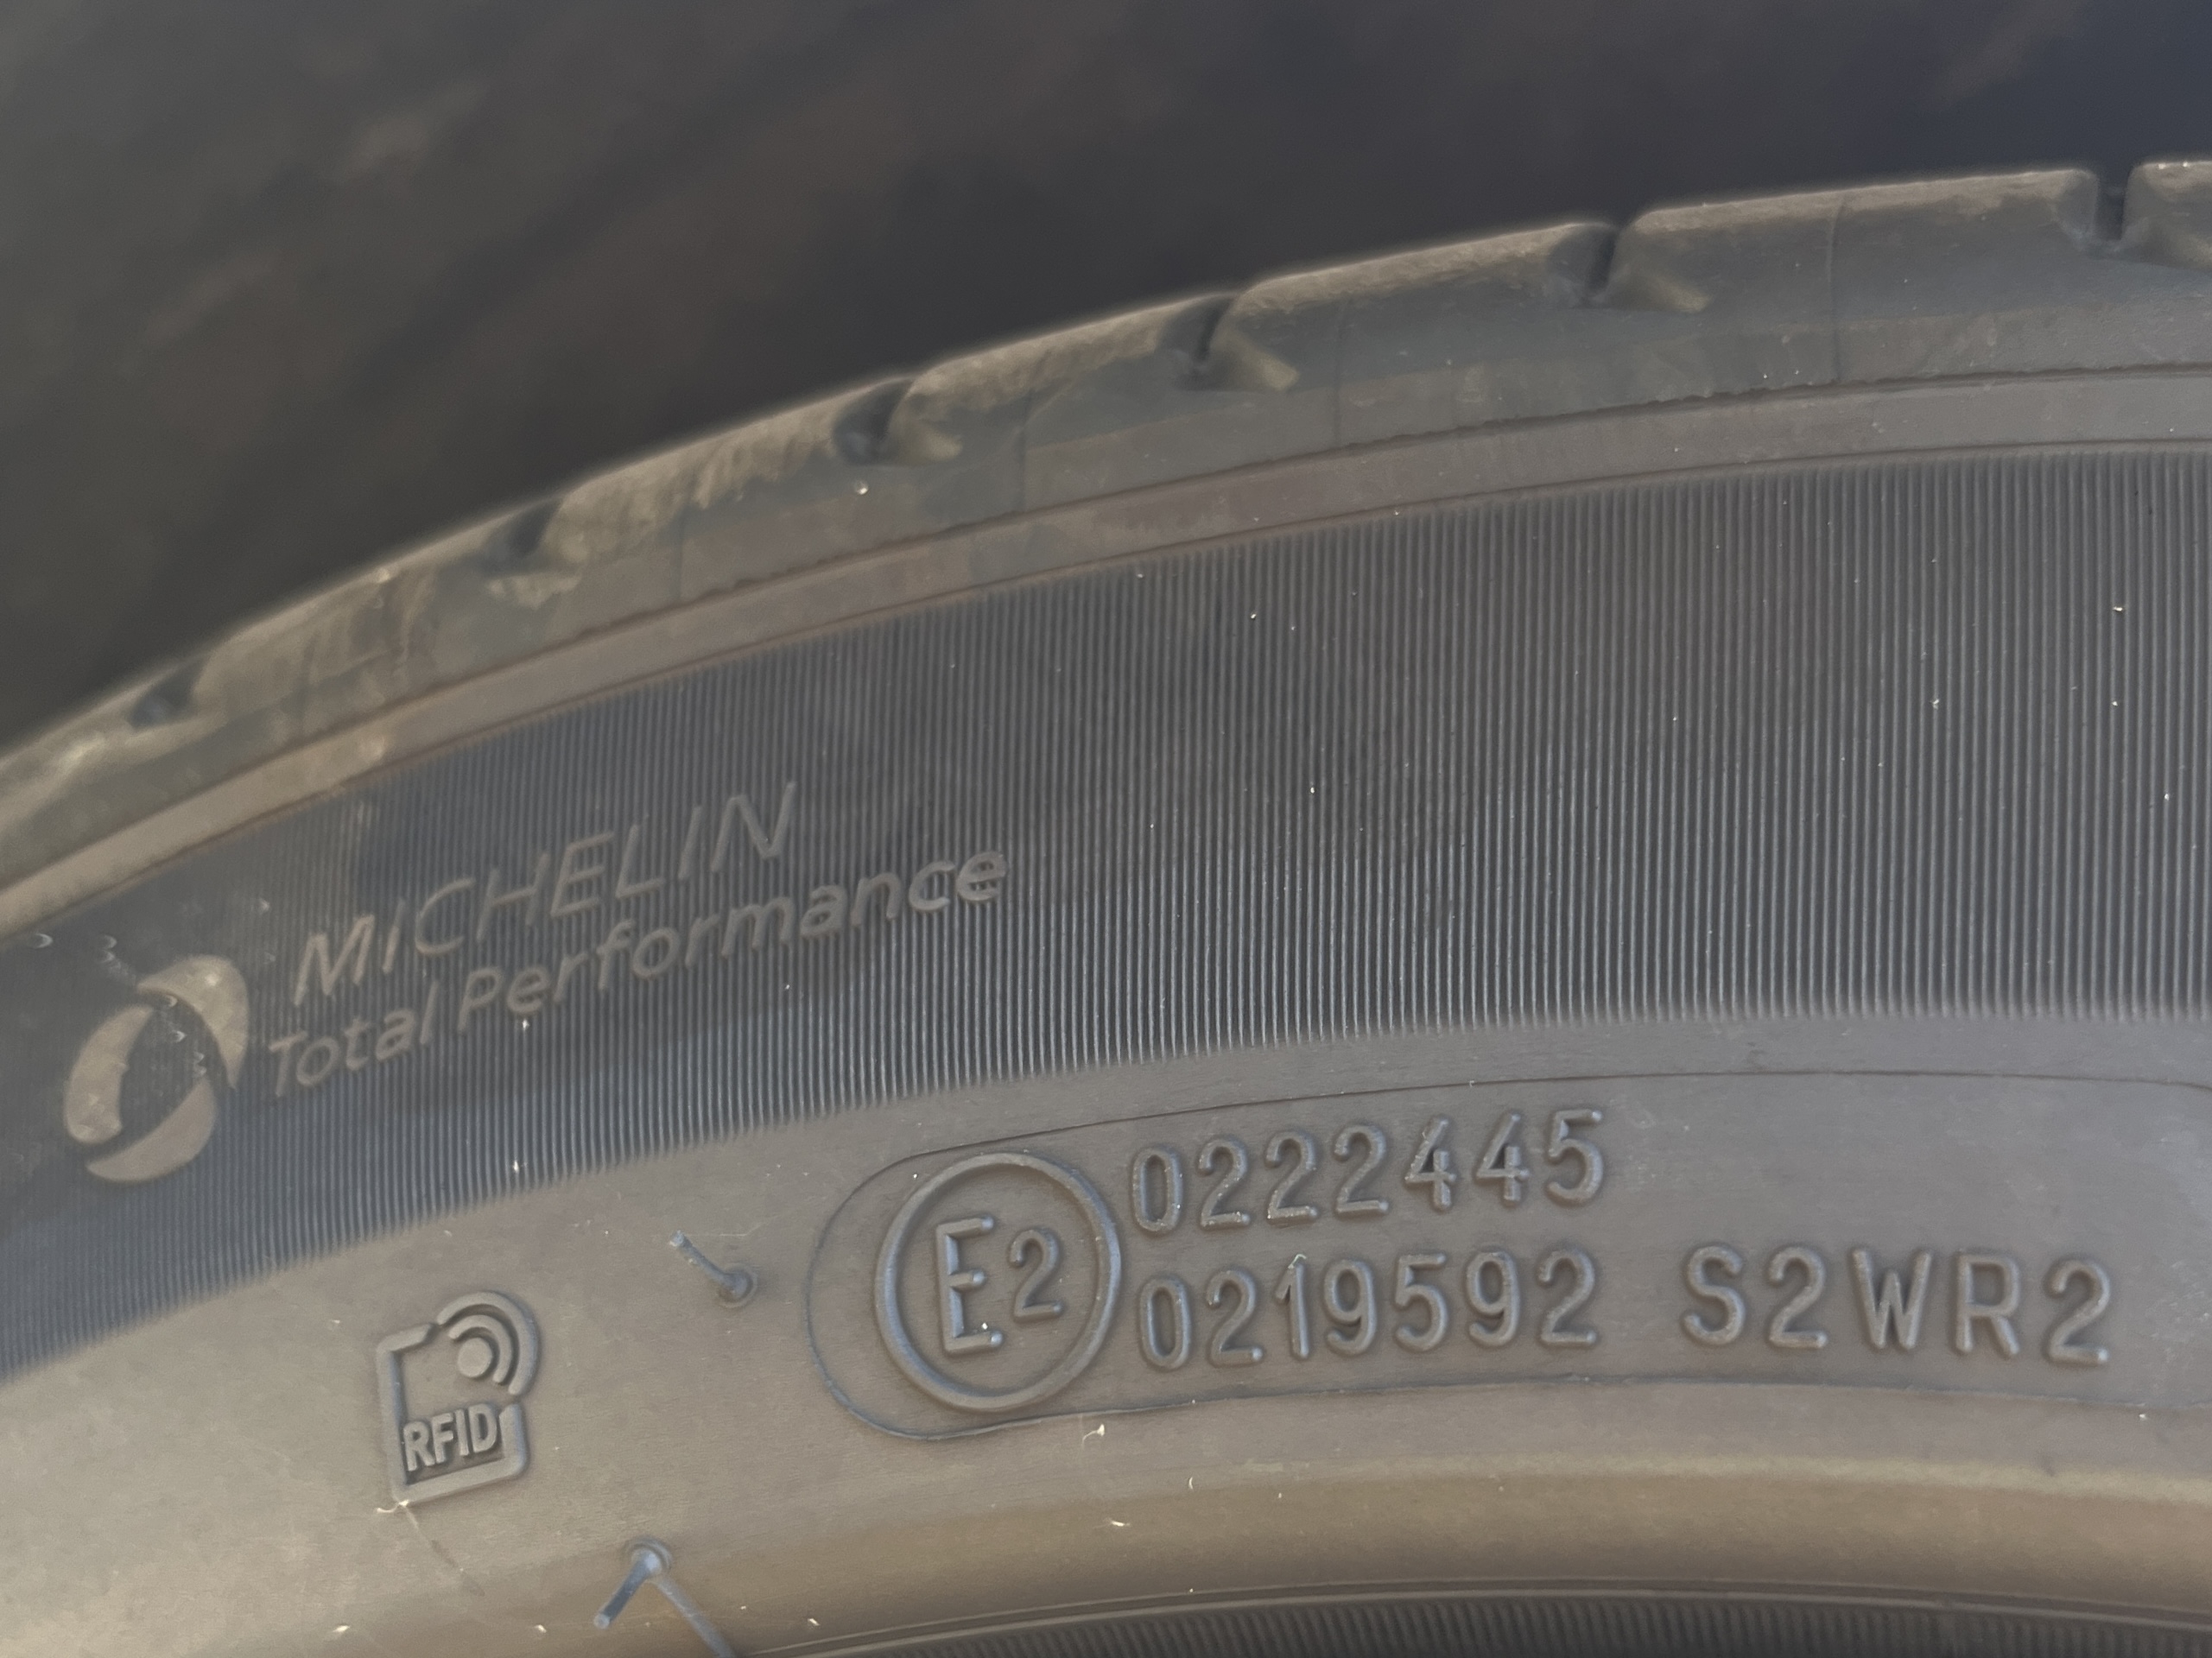 MICHELIN
Total Performance
E2
0222445
0219592 S2WR2
RFID